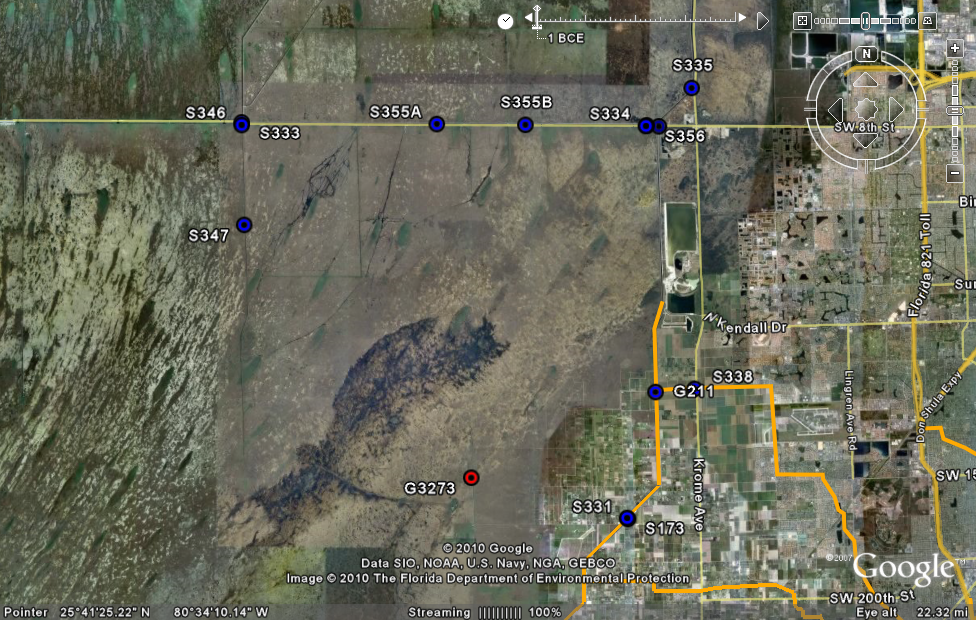 1 BCE
N
S335
S346
S355A
S355B
S334
S333
S356
SW 8th St
Bi
S347
Florida 821 Toll
Su
N Kendall Dr
S338
G211
Lingren Ave Rd
Don Shula Expy
G3273
Krome Ave
SW 15
S331
S173
© 2010 Google
Data SIO, NOAA, U.S. Navy, NGA, GEBCO
Image © 2010 The Florida Department of Environmental Protection
©2007 Google™
SW 200th St
Pointer 25°41'25.22" N 80°34'10.14" W Streaming |||||||||| 100% Eye alt 22.32 mi